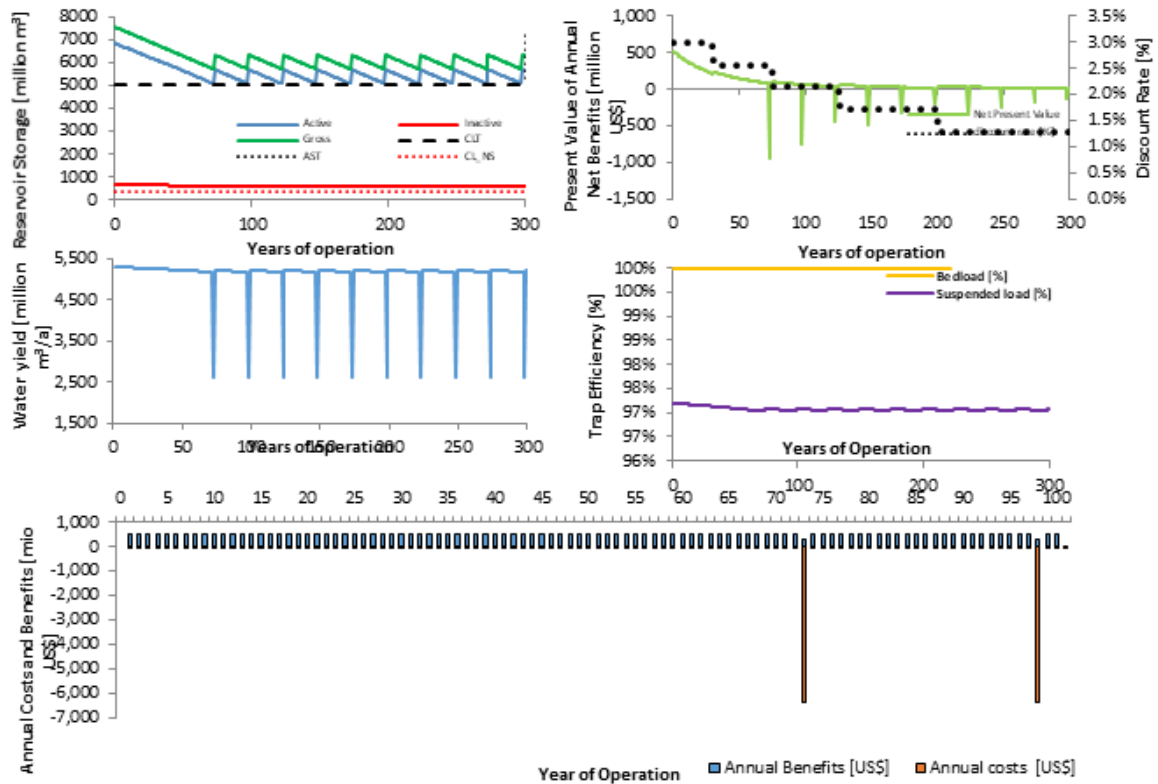 Reservoir Storage [million m³]
8000
7000
6000
5000
4000
3000
2000
1000
0
Active
Inactive
Gross
CLT
AST
CL_NS
0 100 200 300
Years of operation
Present Value of Annual
Net Benefits [million
US$]
1,000
500
0
-500
-1,000
-1,500
Net Present Value
0 50 100 150 200 250 300
Years of operation
3.5%
3.0%
2.5%
2.0%
1.5%
1.0%
0.5%
0.0%
Discount Rate [%]
Water yield [million
m³/a]
5,500
4,500
3,500
2,500
1,500
0 50 100 150 200 250 300
Years of operation
Trap Efficiency [%]
100%
100%
99%
99%
98%
98%
97%
97%
96%
Bedload [%]
Suspended load [%]
Years of Operation
0 100 200 300
Annual Costs and Benefits [mio
US$]
0 5 10 15 20 25 30 35 40 45 50 55 60 65 70 75 80 85 90 95 100
1,000
0
-1,000
-2,000
-3,000
-4,000
-5,000
-6,000
-7,000
Year of Operation
Annual Benefits [US$]
Annual costs [US$]